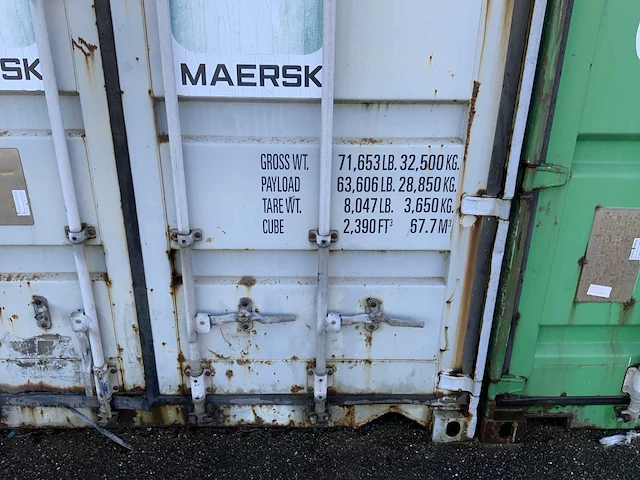 SK
MAERSK
GROSS WT. 71,653 LB. 32,500 KG.
PAYLOAD 63,606 LB. 28,850 KG.
TARE WT. 8,047 LB. 3,650 KG.
CUBE 2,390 FT³ 67.7 M³